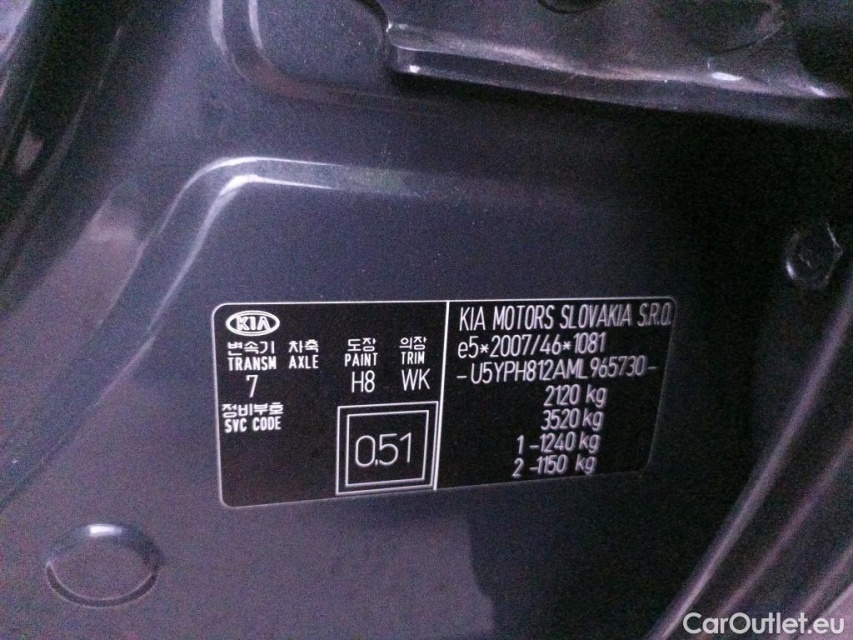 KIA
변속기 차축 도장 의장
TRANSM AXLE PAINT TRIM
7 H8 WK
정비부호
SVC CODE
0.51
KIA MOTORS SLOVAKIA S.R.O.
e5*2007/46*1081
-U5YPH812AML965730-
2120 kg
3520 kg
1 -1240 kg
2 -1150 kg
CarOutlet.eu